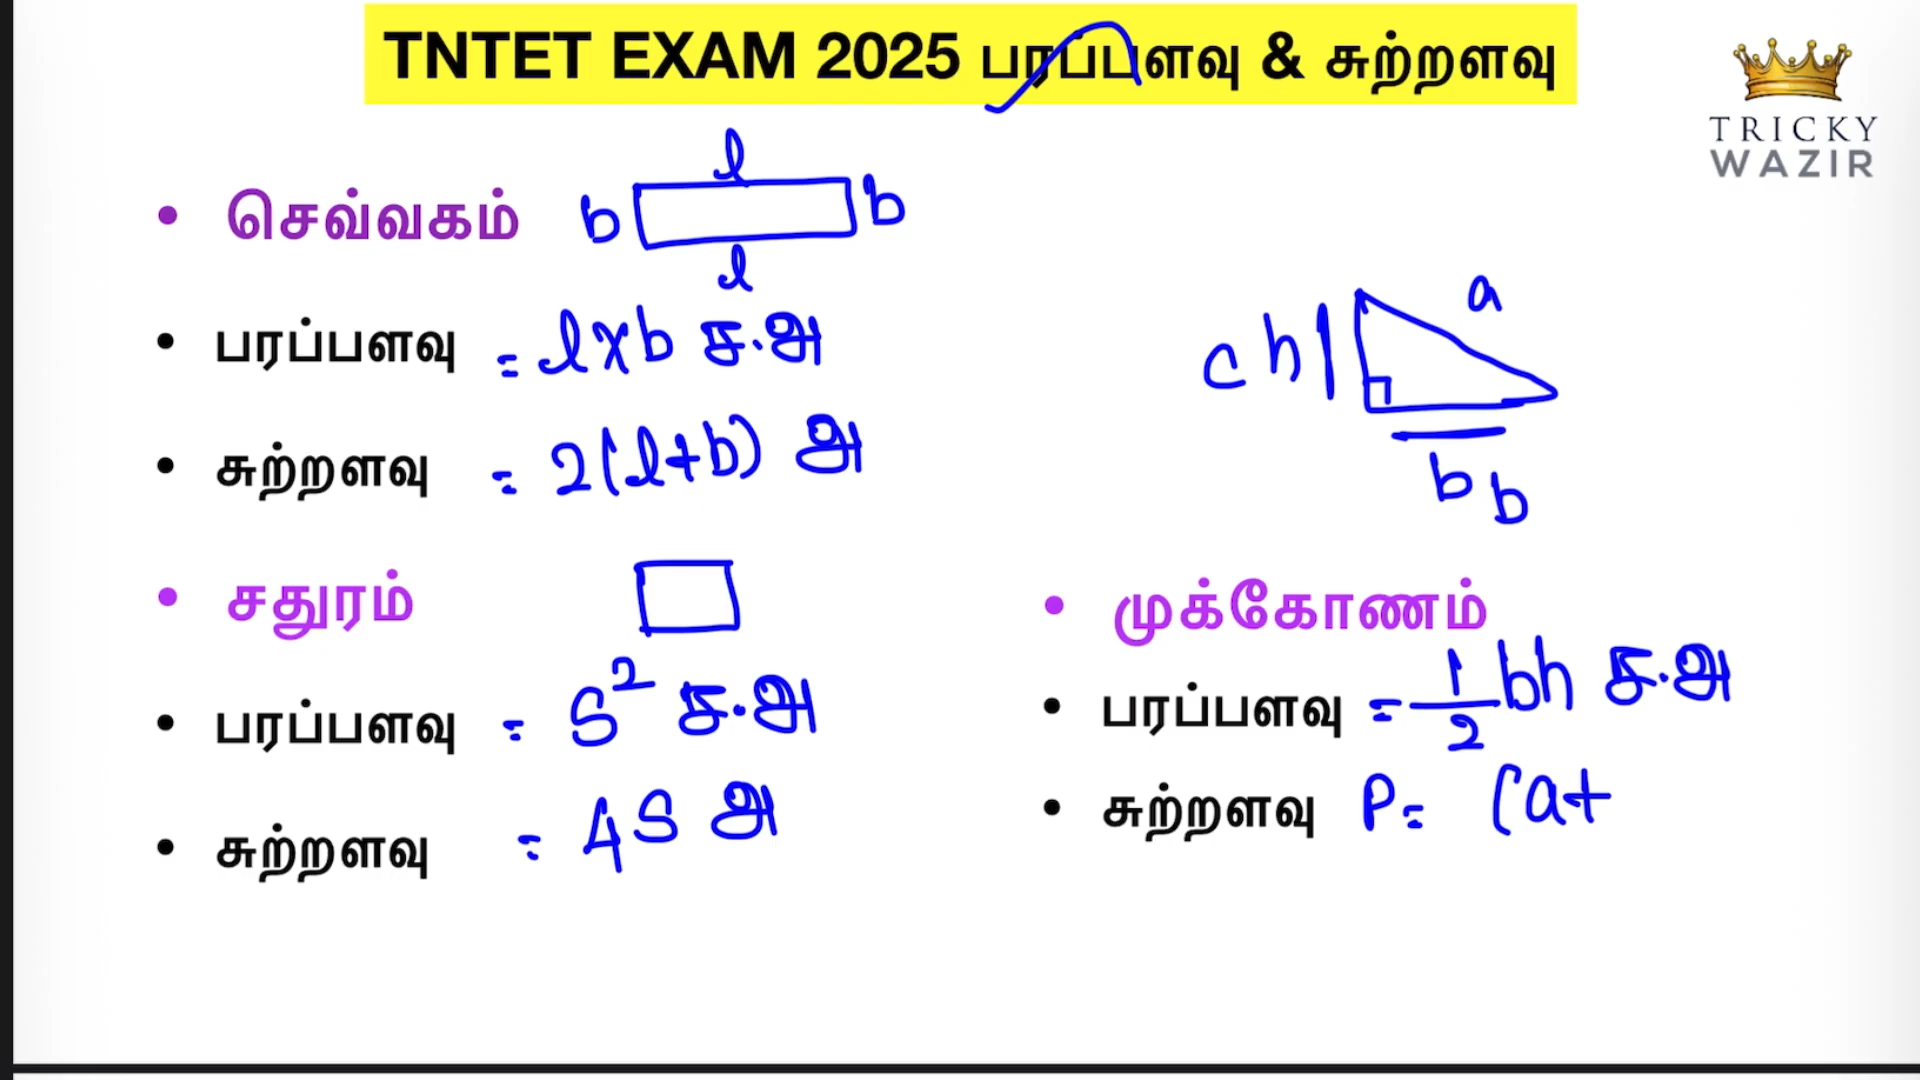 TNTET EXAM 2025 பரப்பளவு & சுற்றளவு
TRICKY
WAZIR
l
• செவ்வகம் b b
l
• பரப்பளவு = l x b ச.அ
• சுற்றளவு = 2(l+b) அ
a
c h
b b
• சதுரம்
• பரப்பளவு = S² ச.அ
• சுற்றளவு = 4S அ
• முக்கோணம்
• பரப்பளவு = 1/2 bh ச.அ
• சுற்றளவு P = (a+